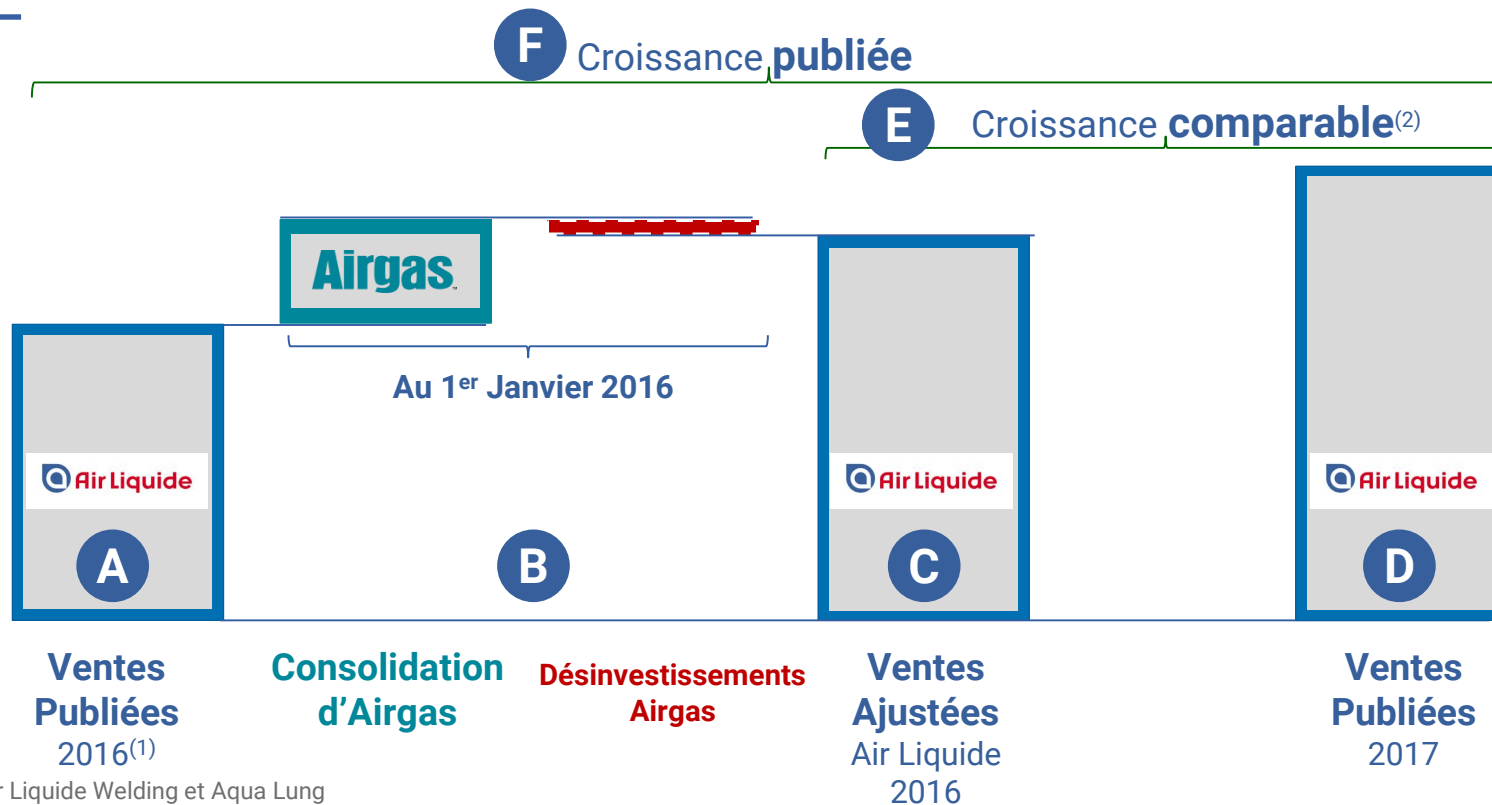 F Croissance publiée
E Croissance comparable(2)
Airgas
Au 1er Janvier 2016
Air Liquide
Air Liquide
Air Liquide
A
B
C
D
Ventes
Publiées
2016(1)
Consolidation
d’Airgas
Désinvestissements
Airgas
Ventes
Ajustées
Air Liquide
2016
Ventes
Publiées
2017
Liquide Welding et Aqua Lung